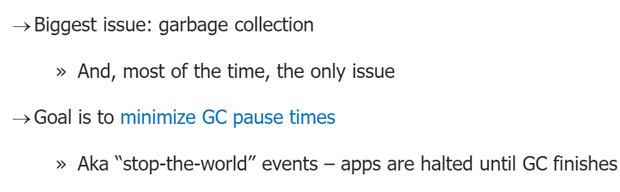 →Biggest issue: garbage collection
» And, most of the time, the only issue
→Goal is to minimize GC pause times
» Aka “stop-the-world” events – apps are halted until GC finishes